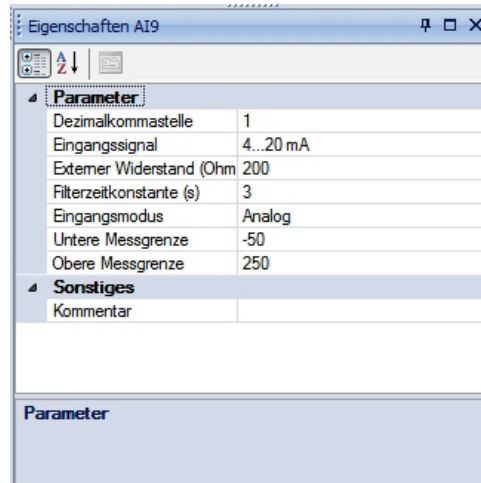 Eigenschaften AI9
Parameter
Dezimalkommastelle 1
Eingangssignal 4...20 mA
Externer Widerstand (Ohm 200
Filterzeitkonstante (s) 3
Eingangsmodus Analog
Untere Messgrenze -50
Obere Messgrenze 250
Sonstiges
Kommentar
Parameter